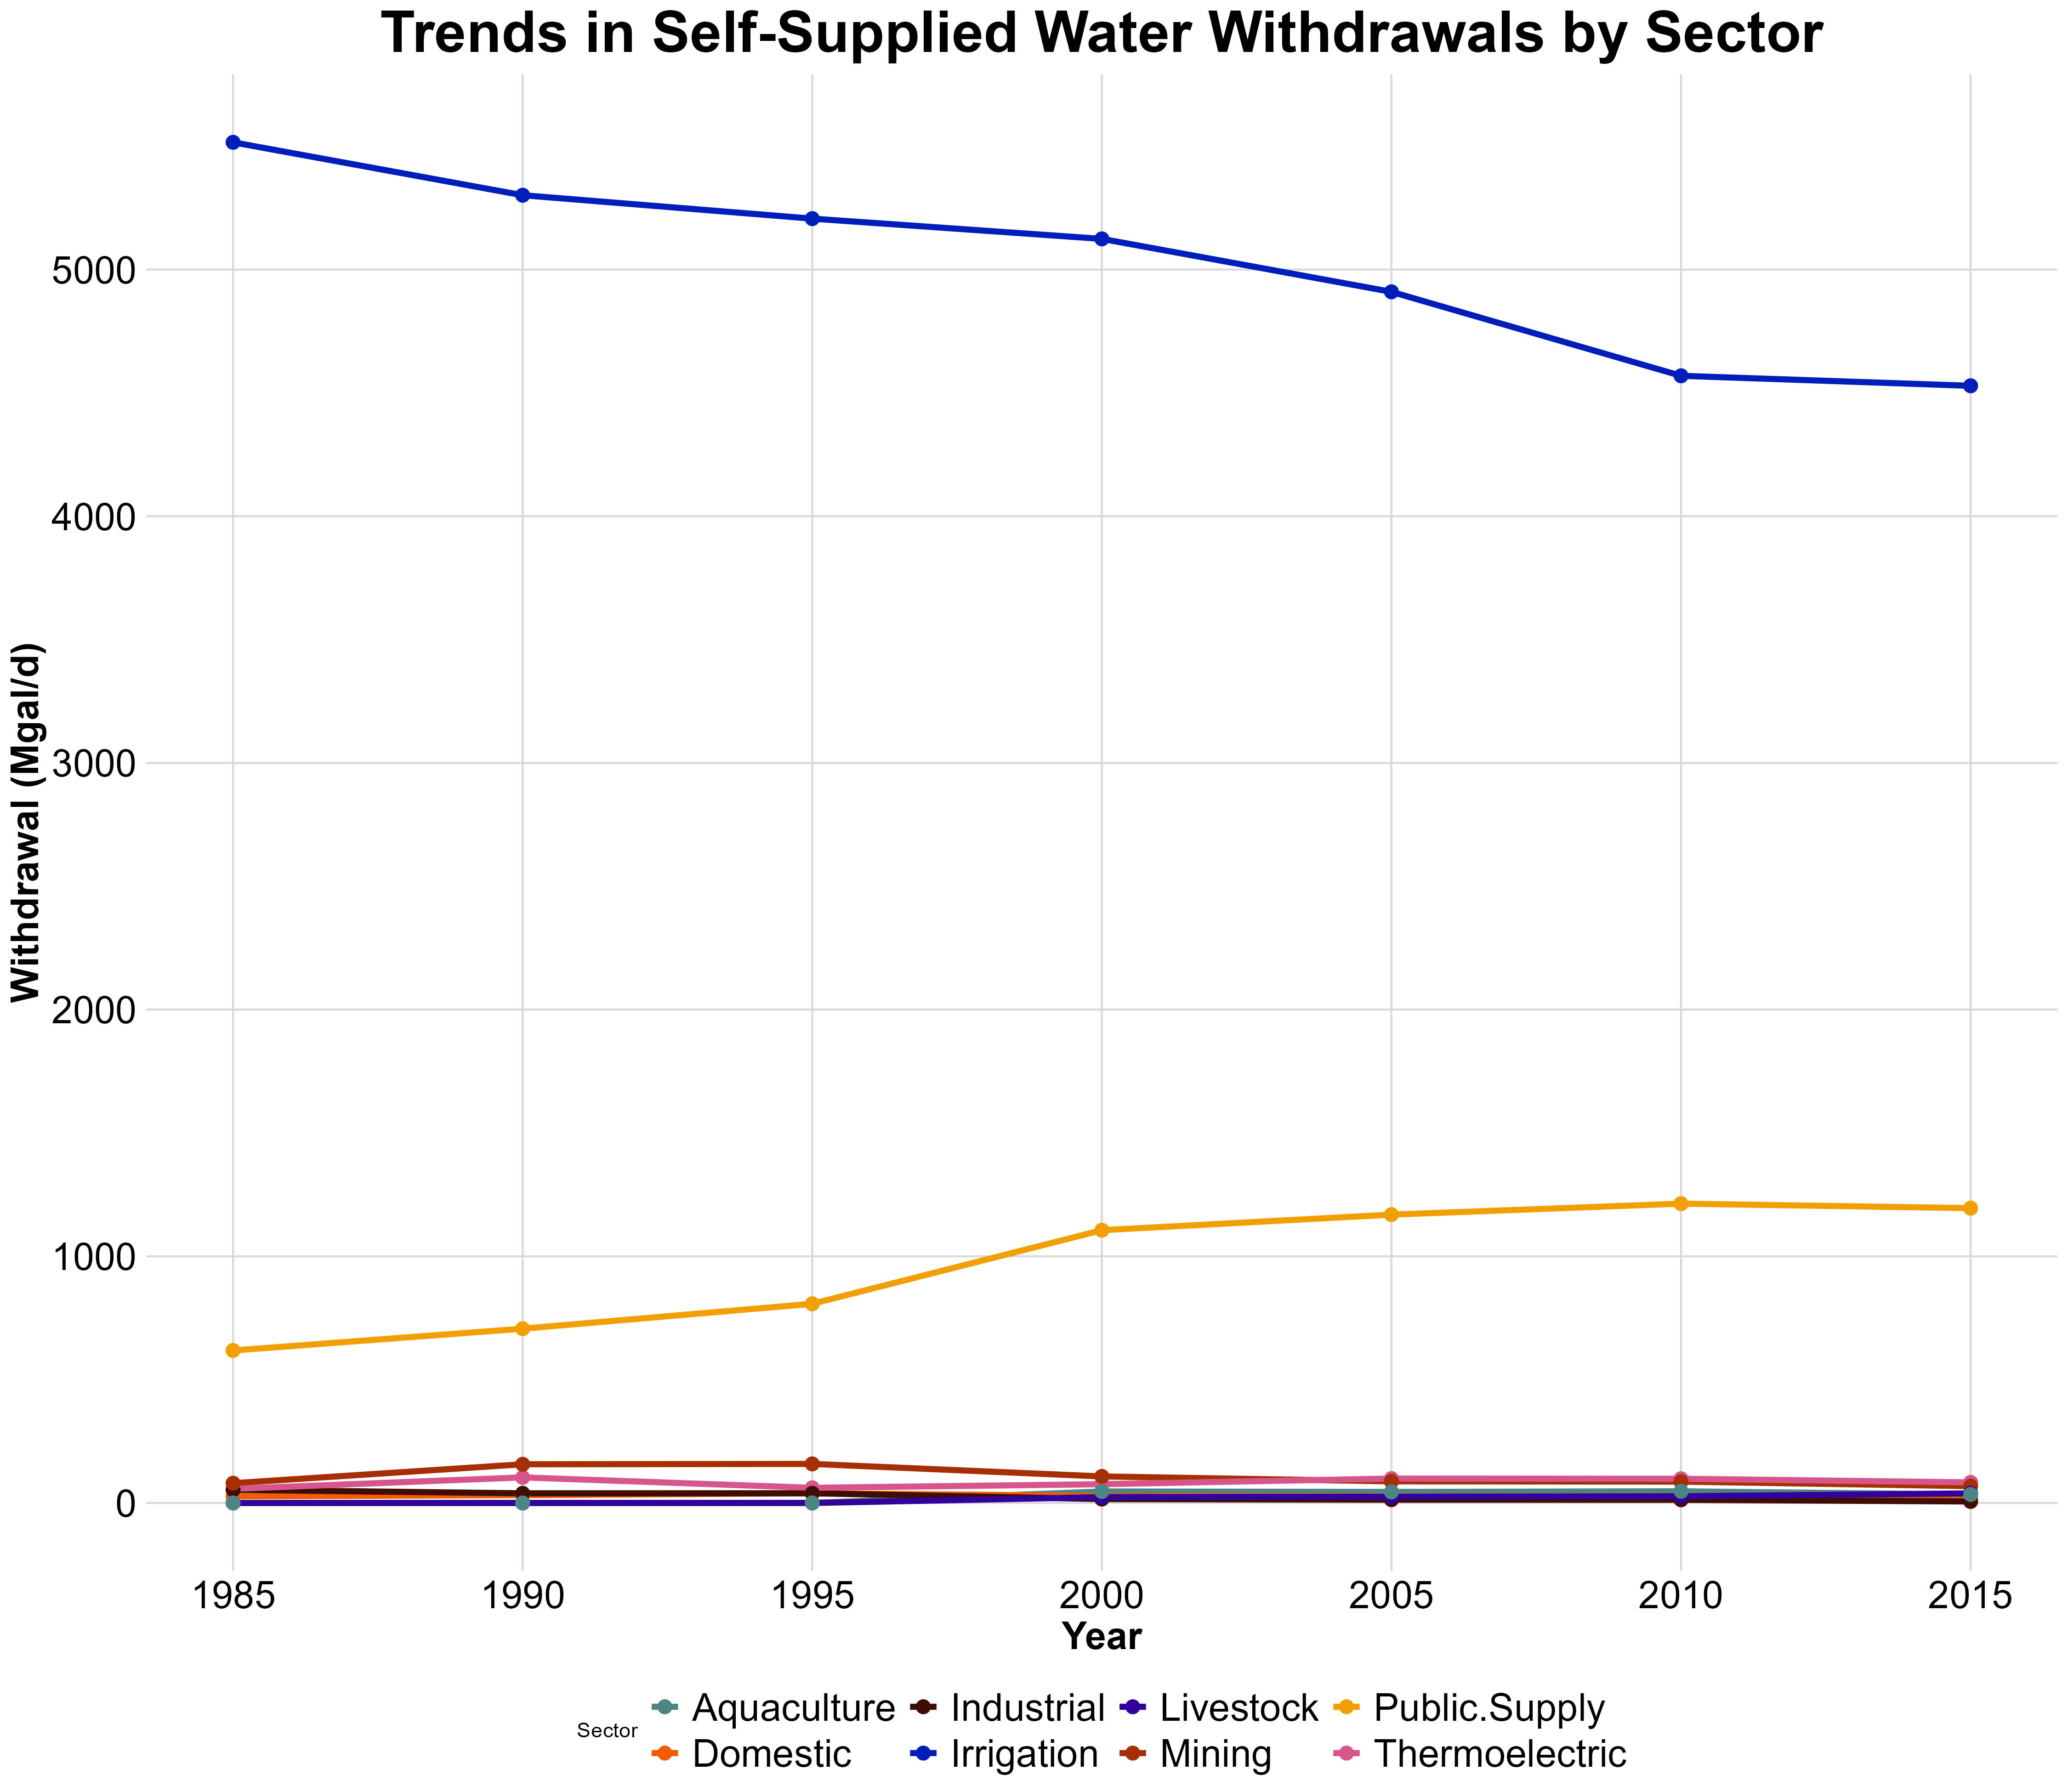 Trends in Self-Supplied Water Withdrawals by Sector
Withdrawal (Mgal/d)
5000
4000
3000
2000
1000
0
1985 1990 1995 2000 2005 2010 2015
Year
Sector
Aquaculture Industrial Livestock Public.Supply
Domestic Irrigation Mining Thermoelectric